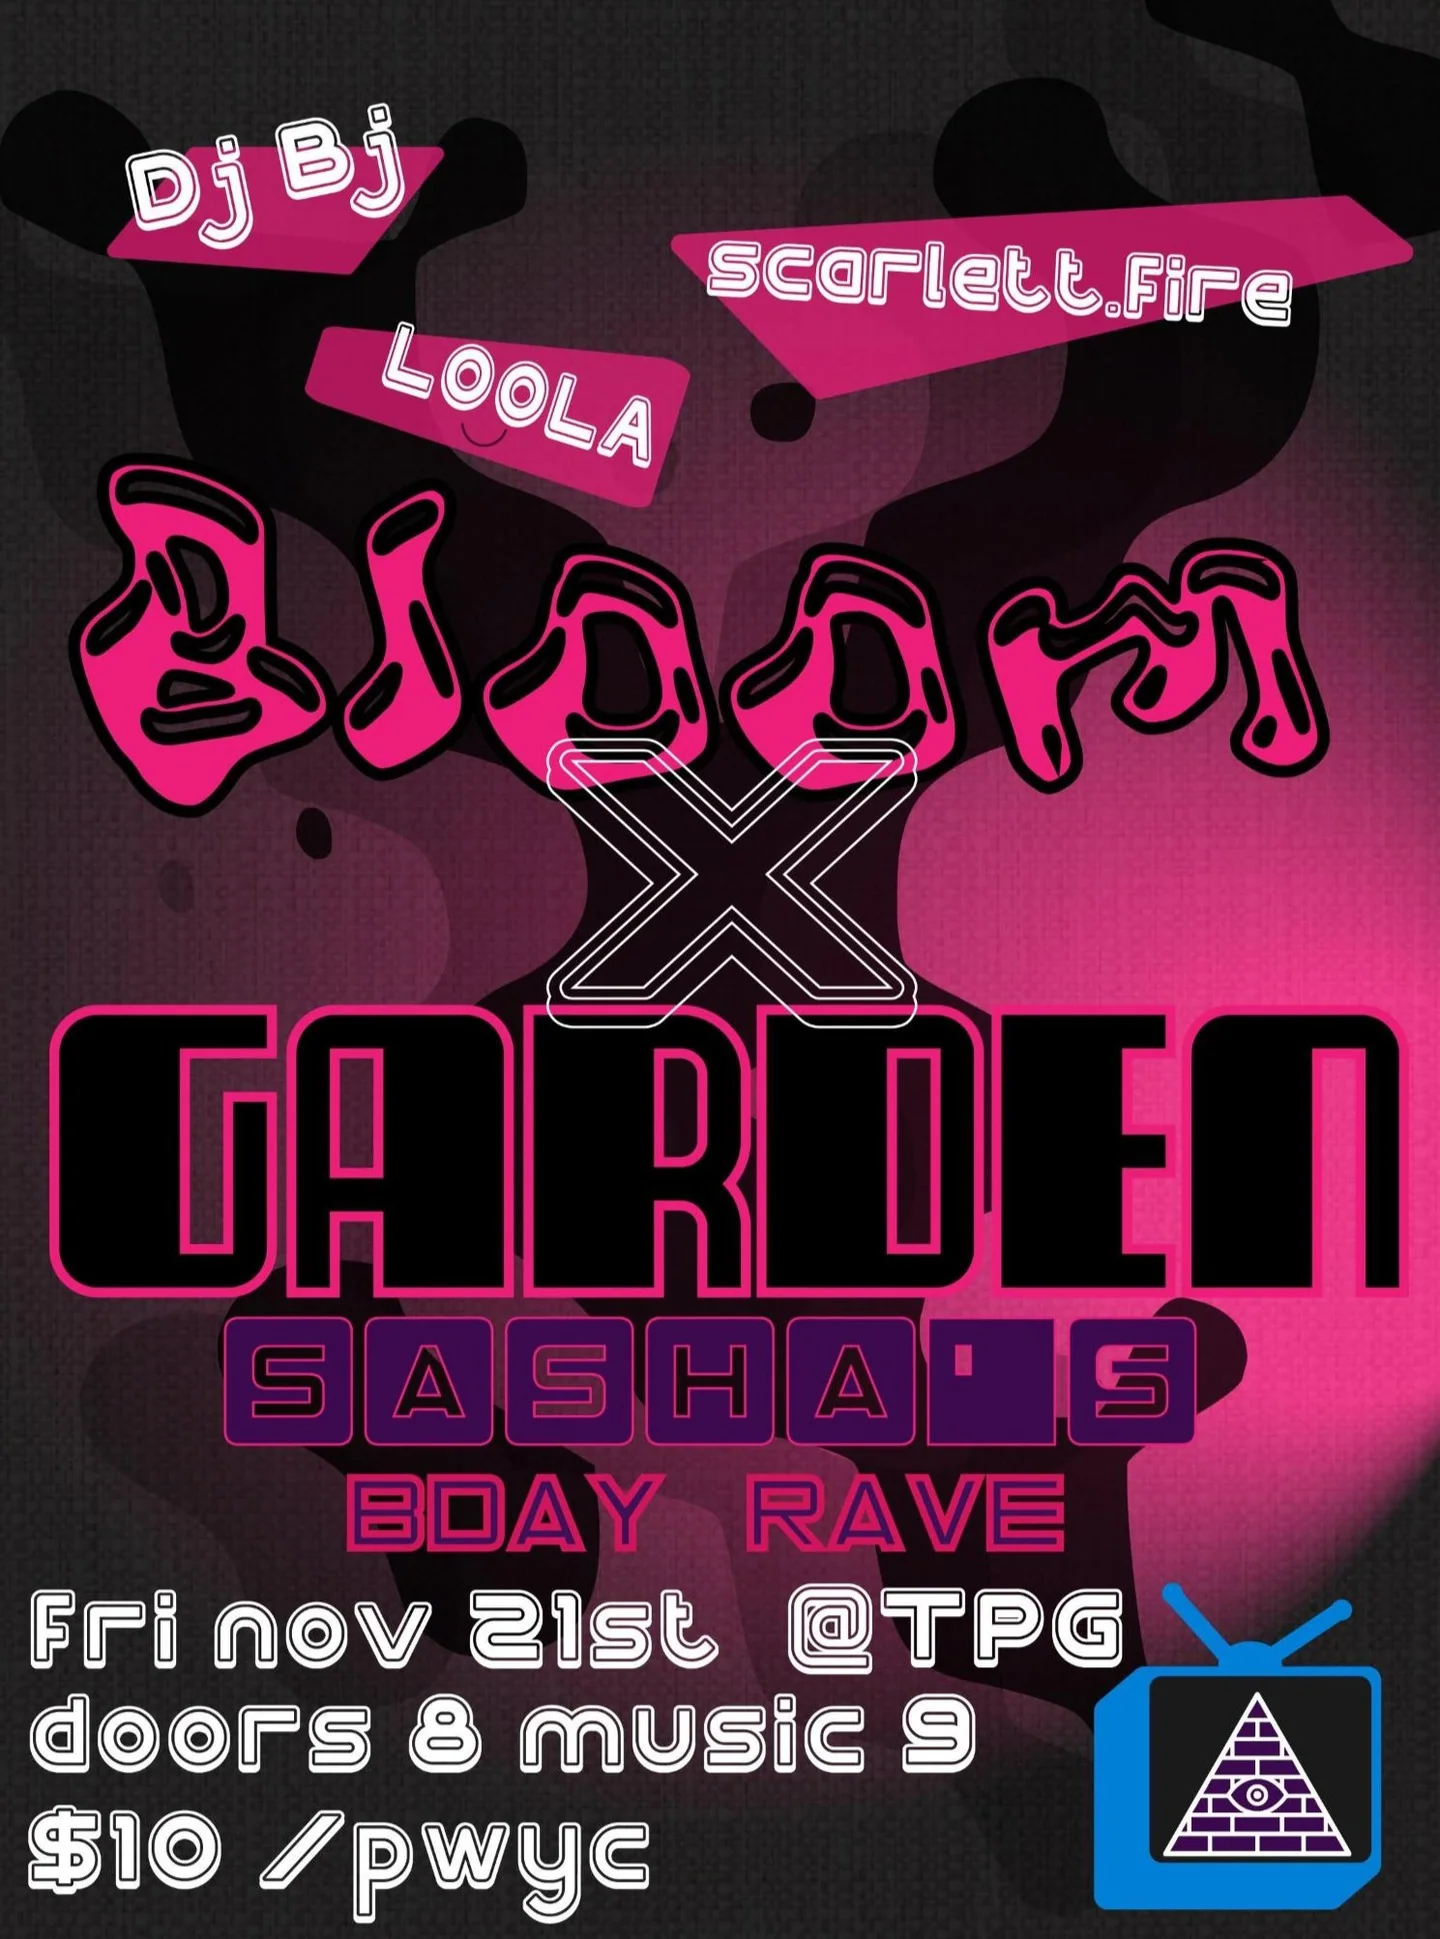 Dj Bj
scarlett.fire
LOOLA
Bloom
X
GARDEN
SASHA'S
BDAY RAVE
Fri nov 21st @TPG
doors 8 music 9
$10 /pwyc